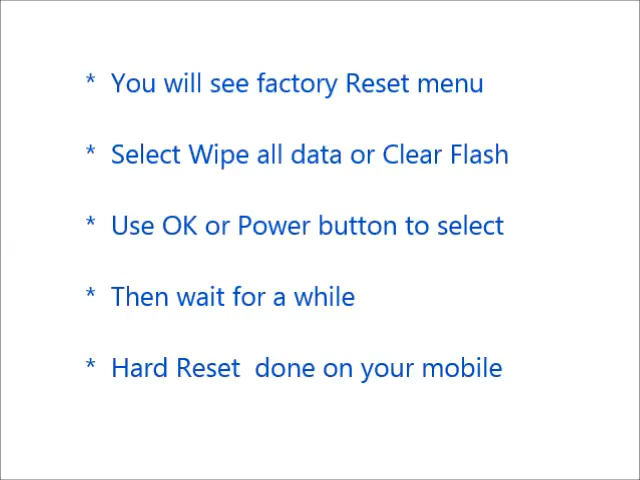 * You will see factory Reset menu
* Select Wipe all data or Clear Flash
* Use OK or Power button to select
* Then wait for a while
* Hard Reset  done on your mobile